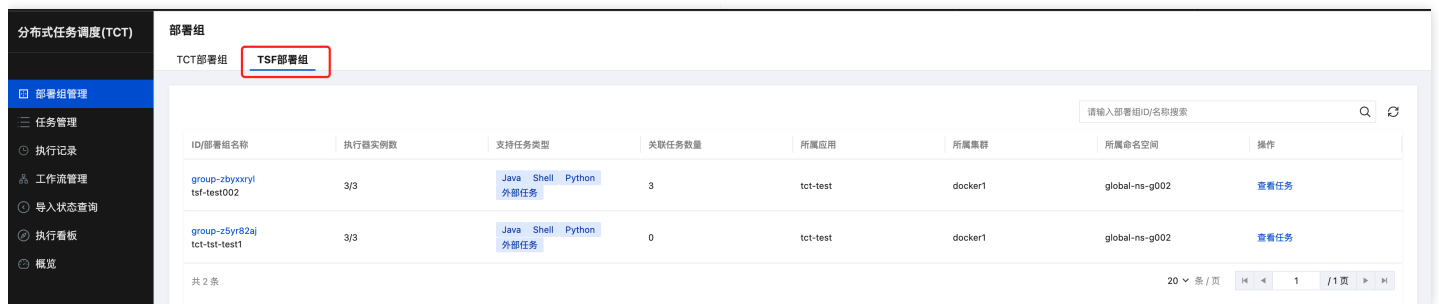 分布式任务调度(TCT)
部署组管理
任务管理
执行记录
工作流管理
导入状态查询
执行看板
概览
部署组
TCT部署组 TSF部署组
请输入部署组ID/名称搜索
ID/部署组名称 执行器实例数 支持任务类型 关联任务数量 所属应用 所属集群 所属命名空间 操作
group-zbyxxryl
tsf-test002
3/3
Java Shell Python
外部任务
3
tct-test
docker1
global-ns-g002
查看任务
group-z5yr82aj
tct-tst-test1
3/3
Java Shell Python
外部任务
0
tct-test
docker1
global-ns-g002
查看任务
共 2 条
20 条 / 页 1 / 1 页